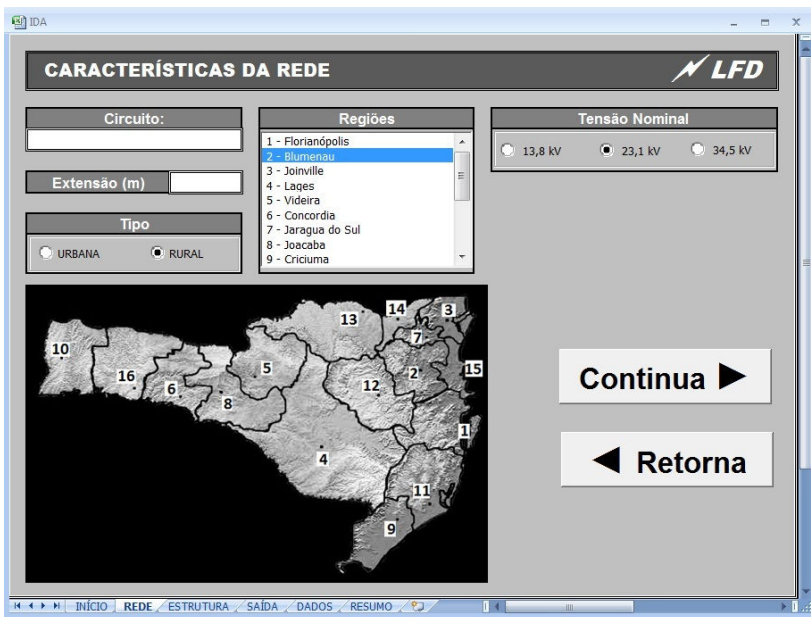 IDA
CARACTERÍSTICAS DA REDE
LFD
Circuito:
Extensão (m)
Tipo
URBANA
RURAL
Regiões
1 - Florianópolis
2 - Blumenau
3 - Joinville
4 - Lages
5 - Videira
6 - Concordia
7 - Jaragua do Sul
8 - Joacaba
9 - Criciuma
Tensão Nominal
13,8 kV
23,1 kV
34,5 kV
13
14
3
7
10
16
6
5
8
12
2
15
1
4
11
9
Continua
Retorna
INÍCIO REDE ESTRUTURA SAÍDA DADOS RESUMO